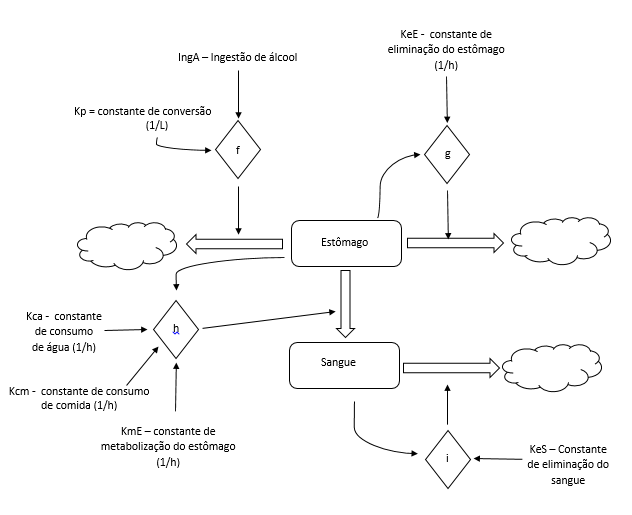 KeE - constante de
eliminação do estômago
(1/h)
IngA – Ingestão de álcool
Kp = constante de conversão
(1/L)
f
g
Estômago
Kca - constante
de consumo
de água (1/h)
h
Sangue
Kcm - constante de consumo
de comida (1/h)
KmE – constante de
metabolização do estômago
(1/h)
i
KeS – Constante
de eliminação do
sangue